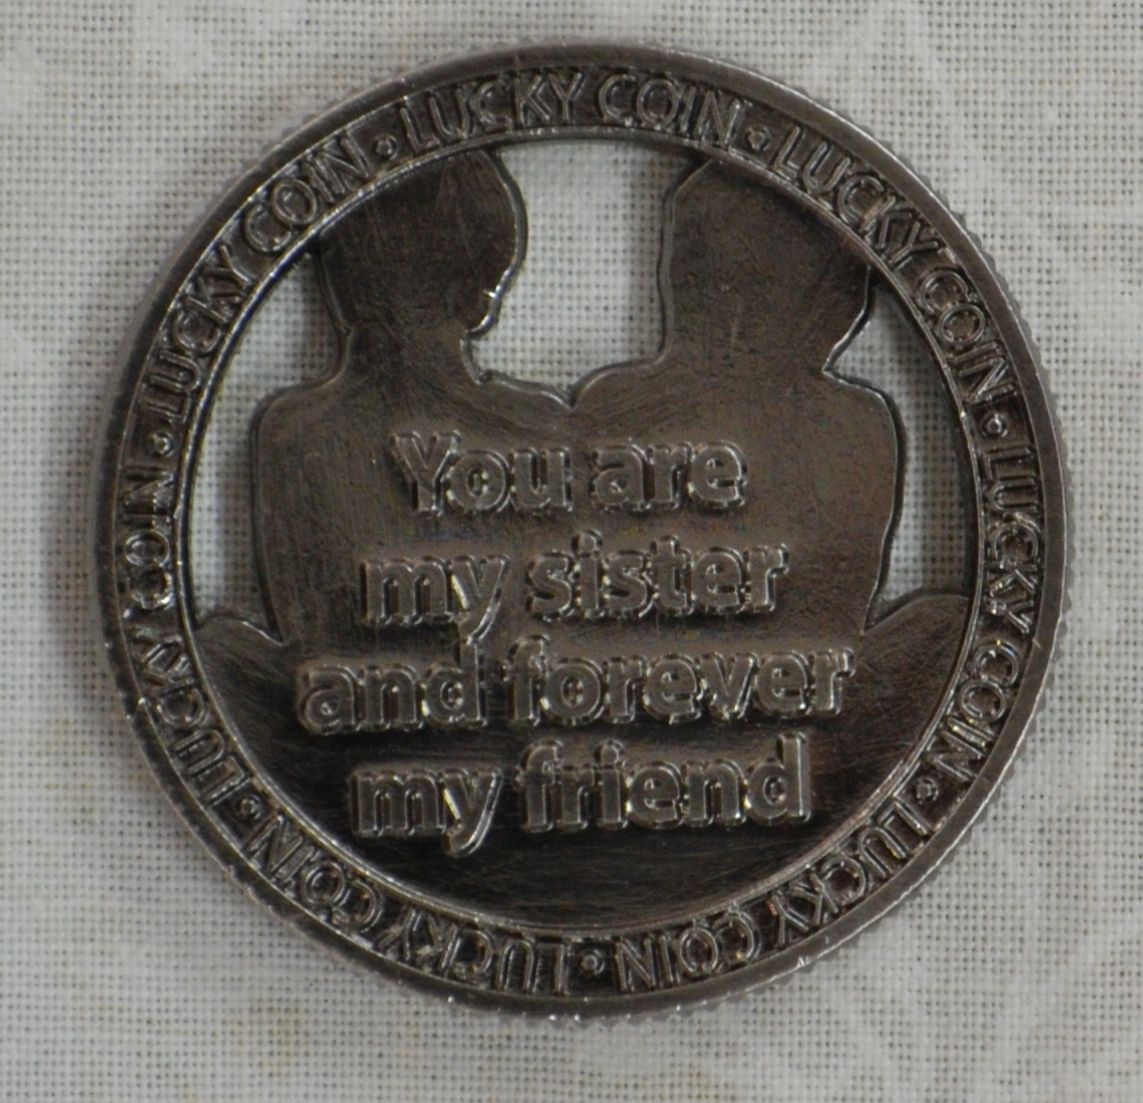 LUCKY COIN · LUCKY COIN · LUCKY COIN · LUCKY COIN · LUCKY COIN · LUCKY COIN · LUCKY COIN ·
You are
my sister
and forever
my friend